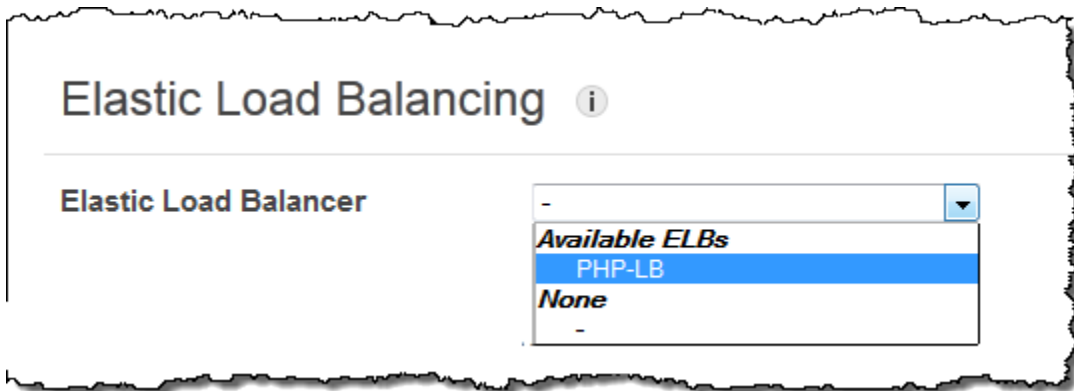 Elastic Load Balancing i
Elastic Load Balancer -
Available ELBs
PHP-LB
None
-